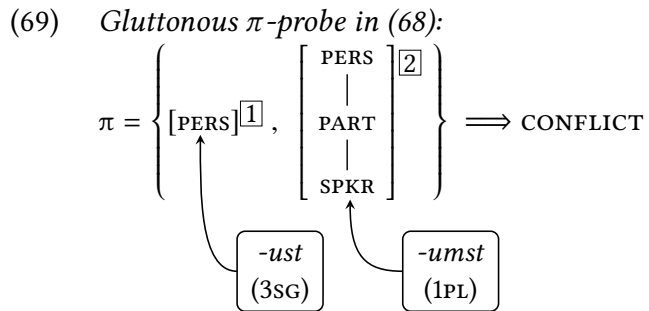 (69) Gluttonous π-probe in (68):
π = { [PERS]1 , [ PERS | PART | SPKR ]2 } ⟹ CONFLICT
-ust
(3SG)
-umst
(1PL)